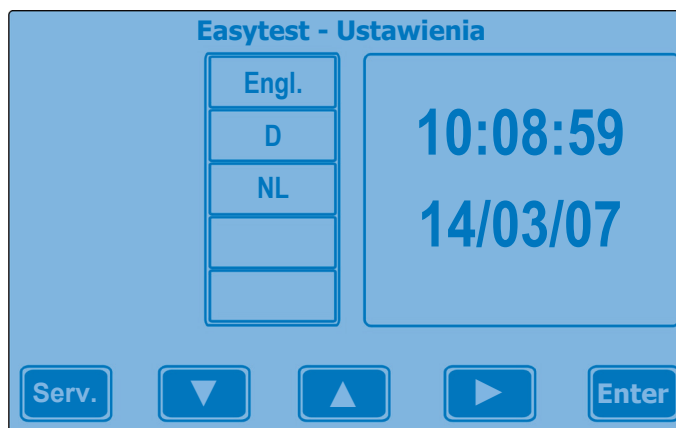 Easytest - Ustawienia
Engl.
D
NL
10:08:59
14/03/07
Serv.
Enter